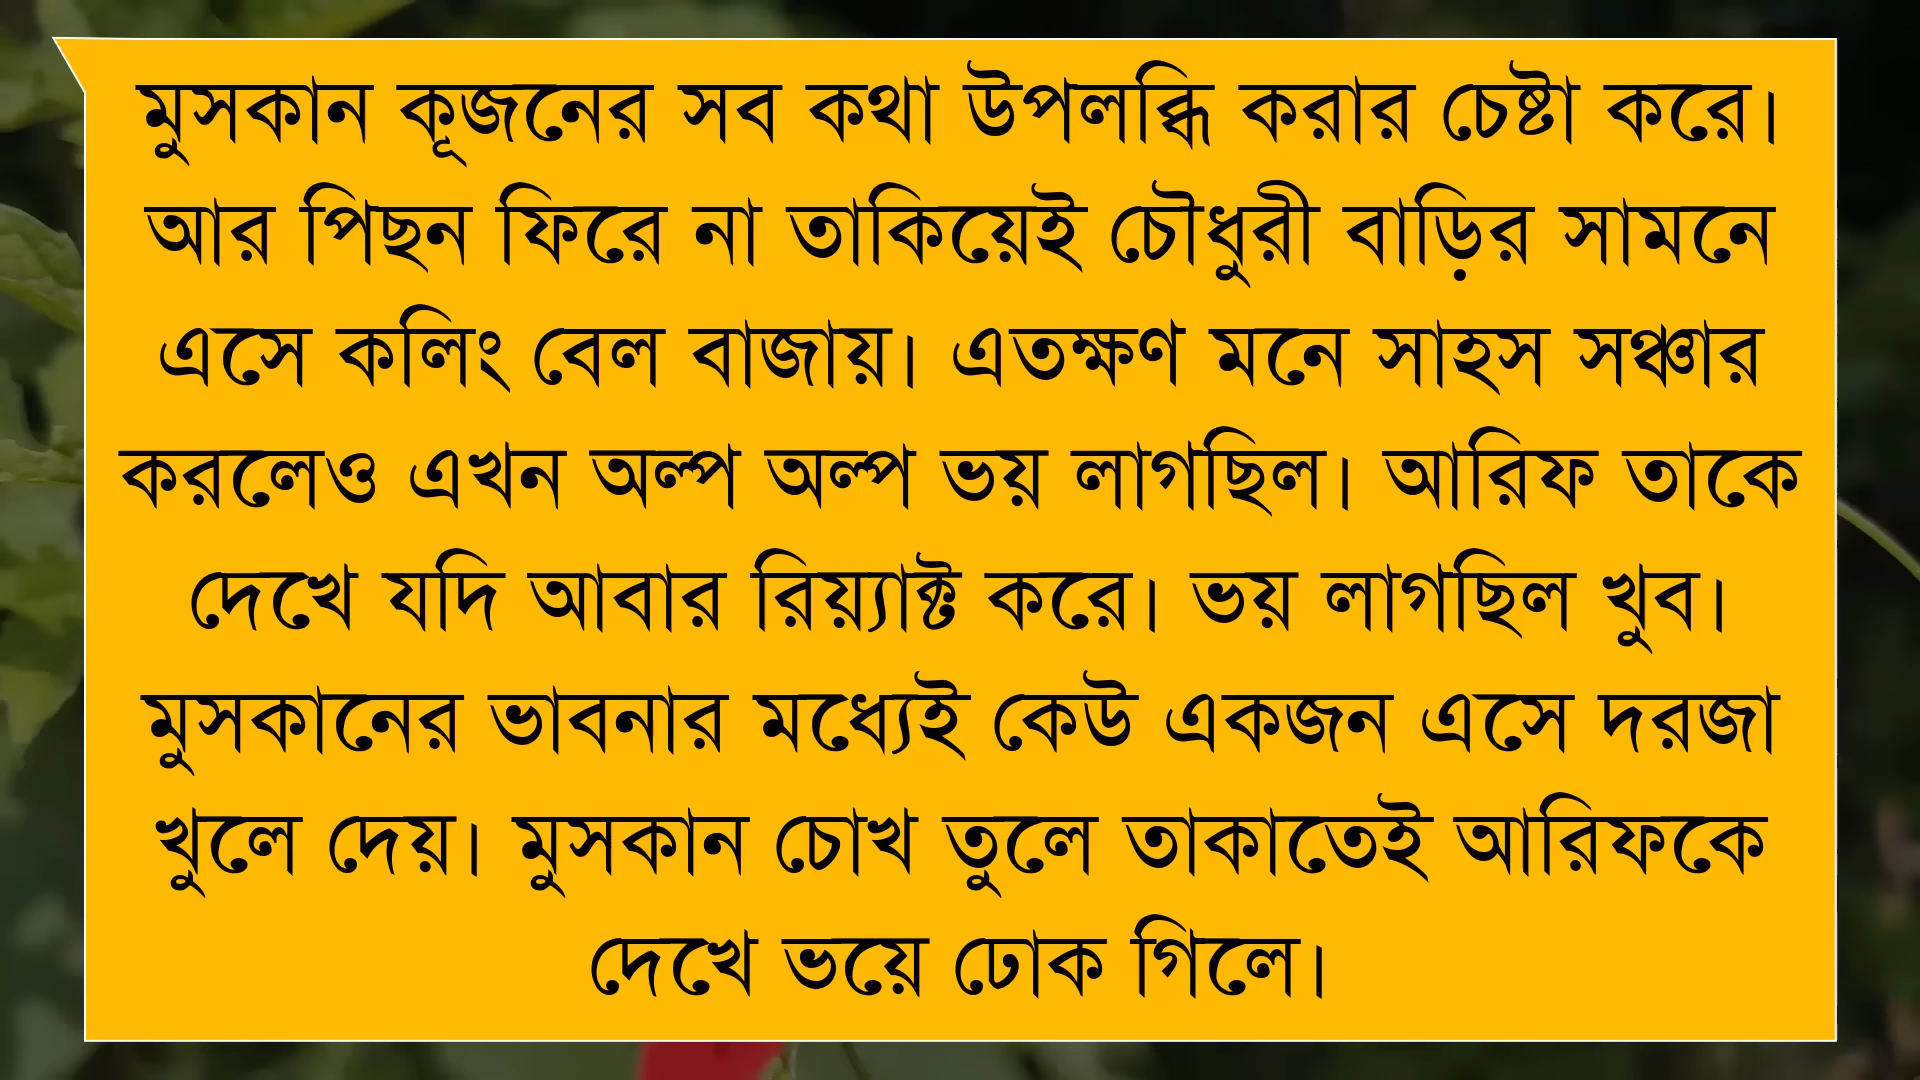 মুসকান কূজনের সব কথা উপলব্ধি করার চেষ্টা করে।
আর পিছন ফিরে না তাকিয়েই চৌধুরী বাড়ির সামনে
এসে কলিং বেল বাজায়। এতক্ষণ মনে সাহস সঞ্চার
করলেও এখন অল্প অল্প ভয় লাগছিল। আরিফ তাকে
দেখে যদি আবার রিয়্যাক্ট করে। ভয় লাগছিল খুব।
মুসকানের ভাবনার মধ্যেই কেউ একজন এসে দরজা
খুলে দেয়। মুসকান চোখ তুলে তাকাতেই আরিফকে
দেখে ভয়ে ঢোক গিলে।